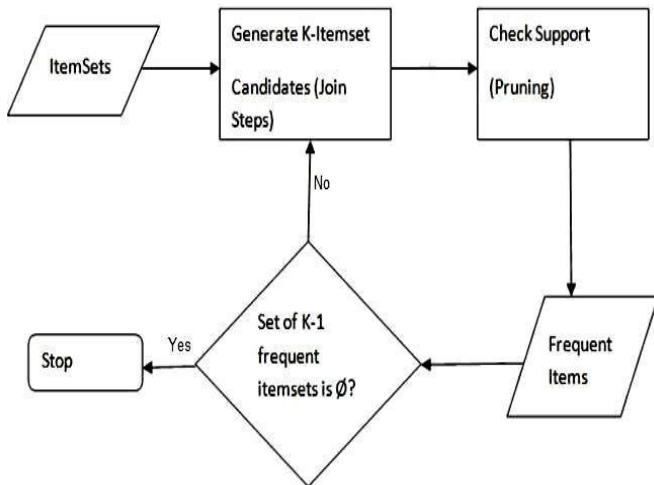 ItemSets
Generate K-Itemset
Candidates (Join
Steps)
Check Support
(Pruning)
No
Set of K-1
frequent
itemsets is Ø?
Yes
Stop
Frequent
Items